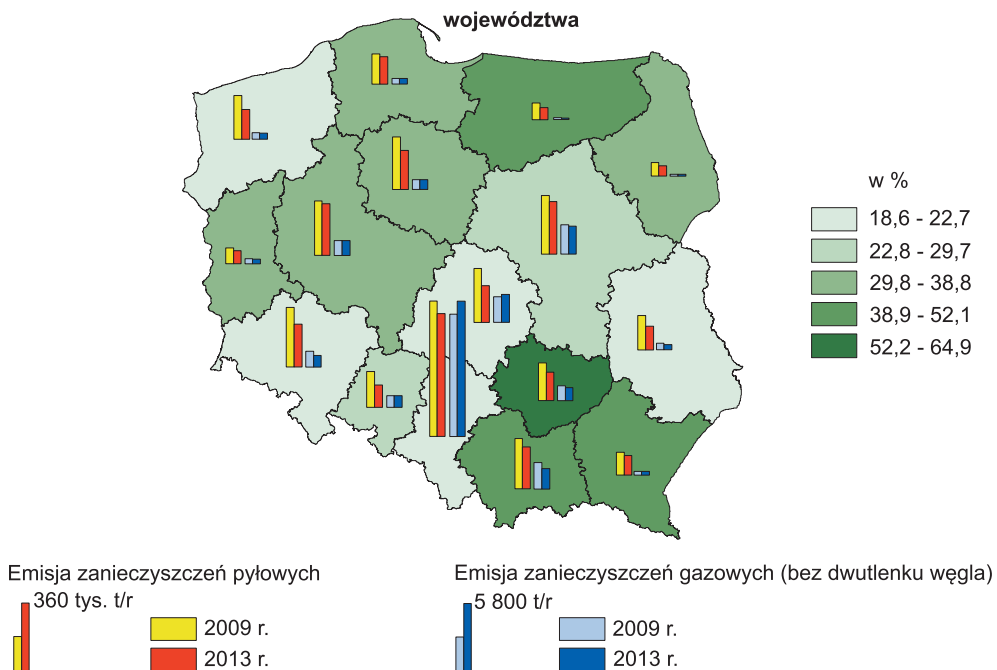 województwa
w %
18,6 - 22,7
22,8 - 29,7
29,8 - 38,8
38,9 - 52,1
52,2 - 64,9
Emisja zanieczyszczeń pyłowych
360 tys. t/r
2009 r.
2013 r.
Emisja zanieczyszczeń gazowych (bez dwutlenku węgla)
5 800 t/r
2009 r.
2013 r.